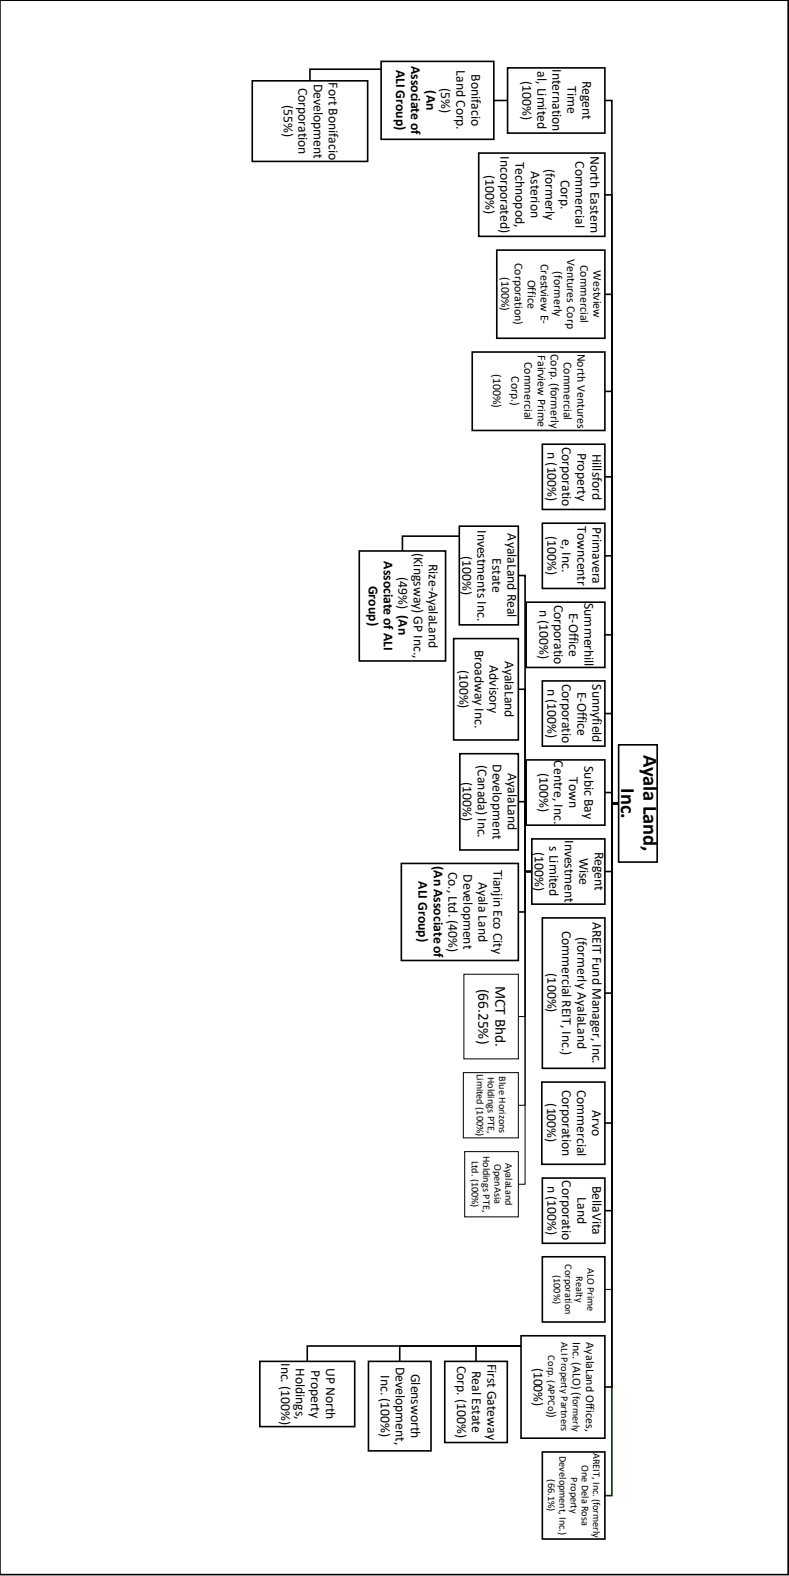 Ayala Land,
Inc.
Regent
Time
Internation
al, Limited
(100%)
North Eastern
Commercial
Corp.
(formerly
Asterion
Technopod,
Incorporated)
(100%)
Westview
Commercial
Ventures Corp
(formerly
Crestview E-
Office
Corporation)
(100%)
North Ventures
Commercial
Corp. (formerly
Fairview Prime
Commercial
Corp.)
(100%)
Hillsford
Property
Corporatio
n (100%)
Primavera
Towncentr
e, Inc.
(100%)
Summerhill
E-Office
Corporatio
n (100%)
Sunnyfield
E-Office
Corporatio
n (100%)
Subic Bay
Town
Centre, Inc.
(100%)
Regent
Wise
Investment
s Limited
(100%)
AREIT Fund Manager, Inc.
(formerly AyalaLand
Commercial REIT, Inc.)
(100%)
Arvo
Commercial
Corporation
(100%)
BellaVita
Land
Corporatio
n (100%)
ALO Prime
Realty
Corporation
(100%)
AyalaLand Offices,
Inc. (ALO) (formerly
ALI Property Partners
Corp. (APPCo))
(100%)
AREIT, Inc. (formerly
One Dela Rosa
Property
Development, Inc.)
(66.1%)
Bonifacio
Land Corp.
(5%)
(An
Associate of
ALI Group)
Fort Bonifacio
Development
Corporation
(55%)
AyalaLand Real
Estate
Investments Inc.
(100%)
Rize-AyalaLand
(Kingsway) GP Inc.,
(49%) (An
Associate of ALI
Group)
AyalaLand
Advisory
Broadway Inc.
(100%)
AyalaLand
Development
(Canada) Inc.
(100%)
Tianjin Eco City
Ayala Land
Development
Co., Ltd. (40%)
(An Associate of
ALI Group)
MCT Bhd.
(66.25%)
Blue Horizons
Holdings PTE,
Limited (100%)
AyalaLand
OpenAsia
Holdings PTE,
Ltd. (100%)
First Gateway
Real Estate
Corp. (100%)
Glensworth
Development,
Inc. (100%)
UP North
Property
Holdings,
Inc. (100%)